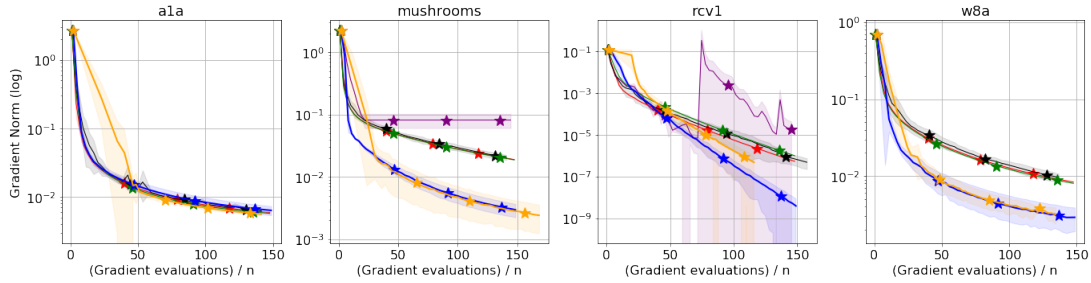 a1a
mushrooms
rcv1
w8a
Gradient Norm (log)
10^0
10^-1
10^-2
10^0
10^-1
10^-2
10^-3
10^-1
10^-3
10^-5
10^-7
10^-9
10^0
10^-1
10^-2
0 50 100 150
0 50 100 150
0 50 100 150
0 50 100 150
(Gradient evaluations) / n
(Gradient evaluations) / n
(Gradient evaluations) / n
(Gradient evaluations) / n